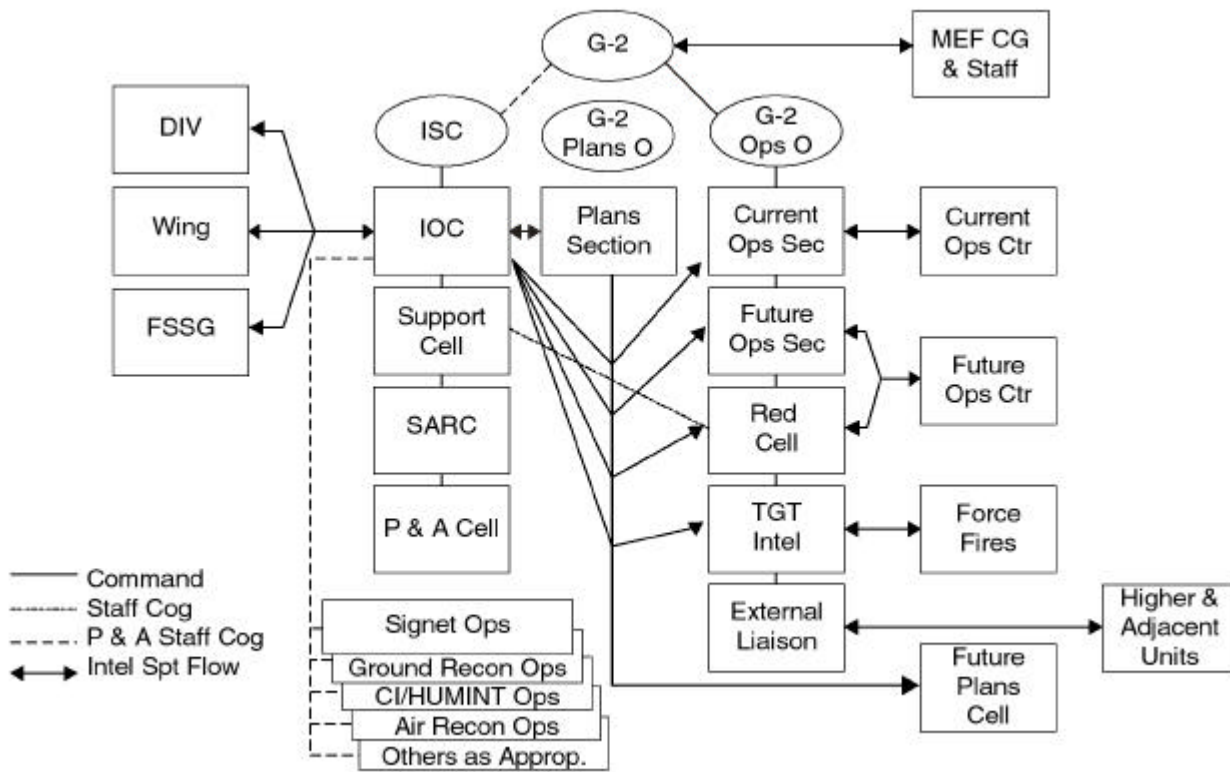 G-2
MEF CG
& Staff
DIV
ISC
G-2
Plans O
G-2
Ops O
Wing
IOC
Plans
Section
Current
Ops Sec
Current
Ops Ctr
FSSG
Support
Cell
Future
Ops Sec
Future
Ops Ctr
SARC
Red
Cell
P & A Cell
TGT
Intel
Force
Fires
Command
Staff Cog
P & A Staff Cog
Intel Spt Flow
Signet Ops
Ground Recon Ops
CI/HUMINT Ops
Air Recon Ops
Others as Approp.
External
Liaison
Higher &
Adjacent
Units
Future
Plans
Cell